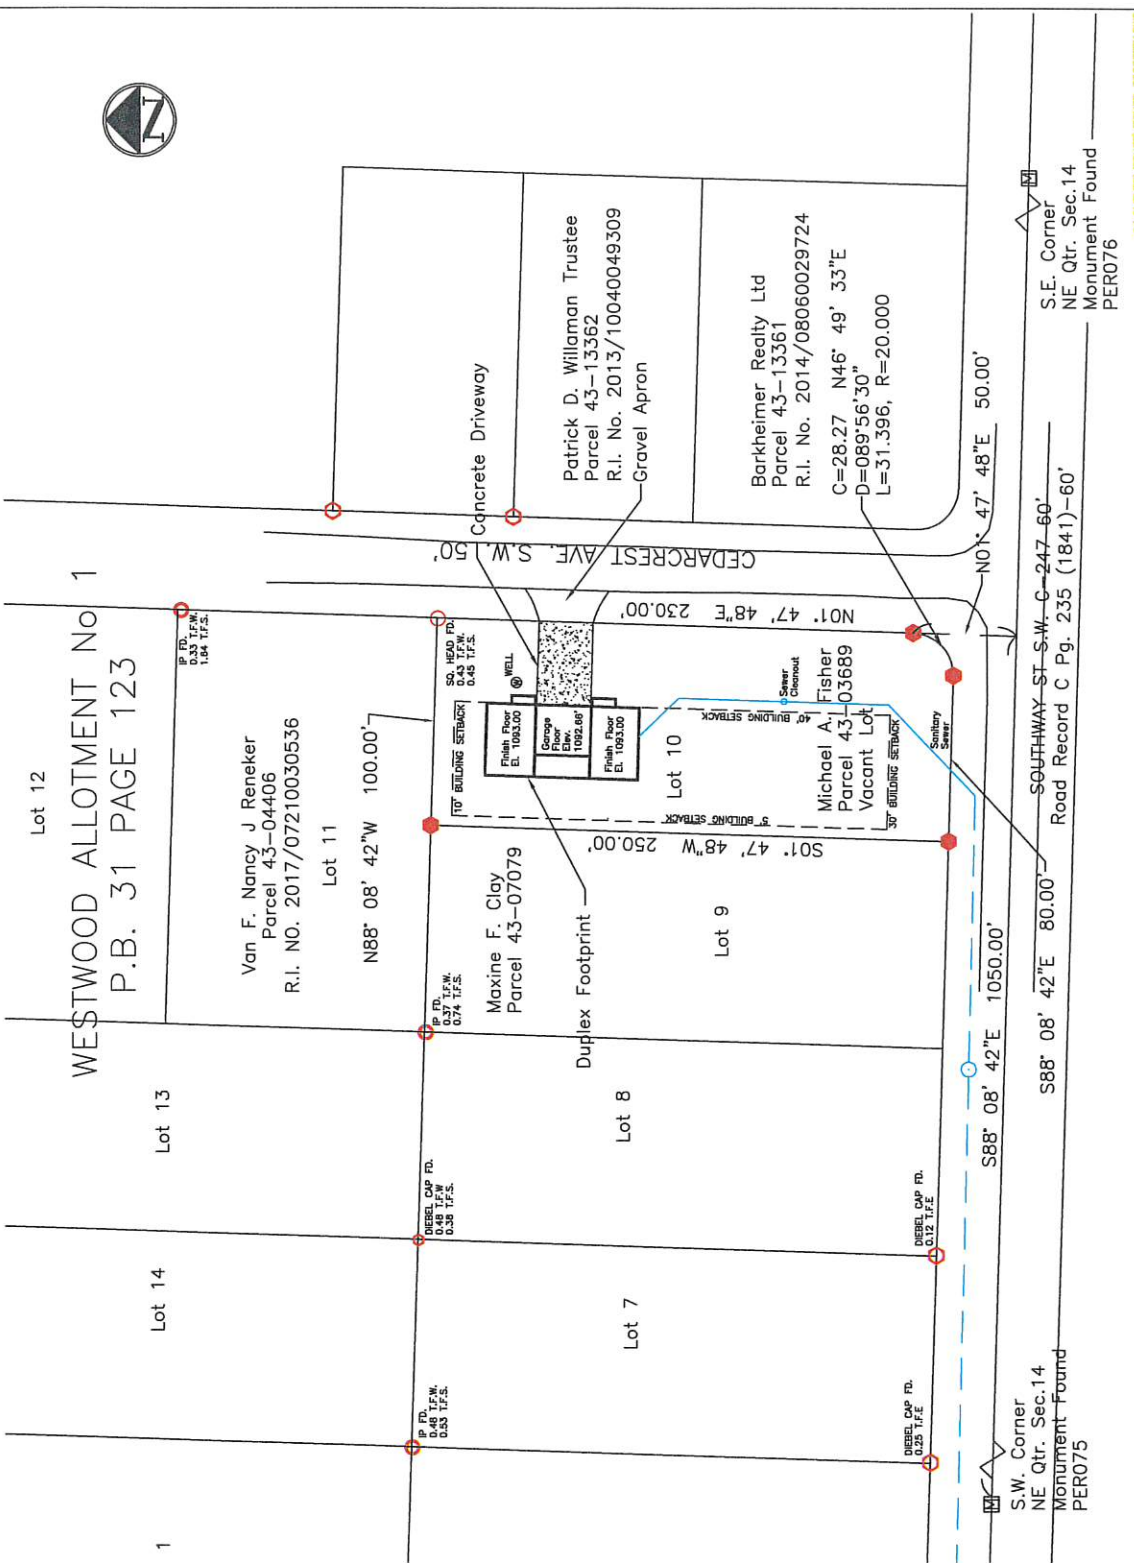 N
Lot 12
WESTWOOD ALLOTMENT No 1
P.B. 31 PAGE 123
IP FD.
0.33 T.F.W.
1.64 T.F.S.
Lot 14
Lot 13
1
Van F. Nancy J Reneker
Parcel 43-04406
R.I. NO. 2017/07210030536
Lot 11
N88° 08' 42"W 100.00'
SQ. HEAD FD.
0.43 T.F.W.
0.45 T.F.S.
WELL
Concrete Driveway
Patrick D. Willaman Trustee
Parcel 43-13362
R.I. No. 2013/10040049309
Gravel Apron
CEDARCREST AVE. S.W. 50'
IP FD.
0.48 T.F.W.
0.53 T.F.S.
DIEBEL CAP FD.
0.48 T.F.W
0.38 T.F.S.
IP FD.
0.37 T.F.W.
0.74 T.F.S.
Maxine F. Clay
Parcel 43-07079
Duplex Footprint
10' BUILDING SETBACK
Finish Floor
El. 1093.00
Garage
Floor
Elev.
1092.66'
Finish Floor
El. 1093.00
N01° 47' 48"E 230.00'
Lot 7
Lot 8
Lot 9
Lot 10
S01° 47' 48"W 250.00'
5' BUILDING SETBACK
40' BUILDING SETBACK
Sewer
Cleanout
Michael A. Fisher
Parcel 43-03689
Vacant Lot
30' BUILDING SETBACK
Sanitary
Sewer
Barkheimer Realty Ltd
Parcel 43-13361
R.I. No. 2014/08060029724
C=28.27 N46° 49' 33"E
D=089°56'30"
L=31.396, R=20.000
DIEBEL CAP FD.
0.25 T.F.E
DIEBEL CAP FD.
0.12 T.F.E
S88° 08' 42"E 1050.00'
N01° 47' 48"E 50.00'
SOUTHWAY ST S.W. C-247 60'
S88° 08' 42"E 80.00'
Road Record C Pg. 235 (1841)-60'
M
S.W. Corner
NE Qtr. Sec.14
Monument Found
PER075
M
S.E. Corner
NE Qtr. Sec.14
Monument Found
PER076